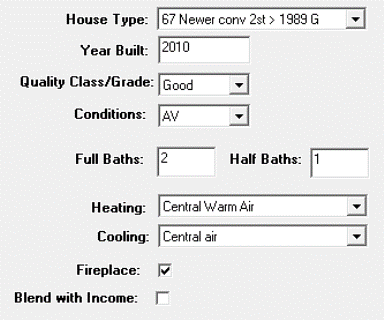 House Type: 67 Newer conv 2st > 1989 G
Year Built: 2010
Quality Class/Grade: Good
Conditions: AV
Full Baths: 2 Half Baths: 1
Heating: Central Warm Air
Cooling: Central air
Fireplace:
Blend with Income: